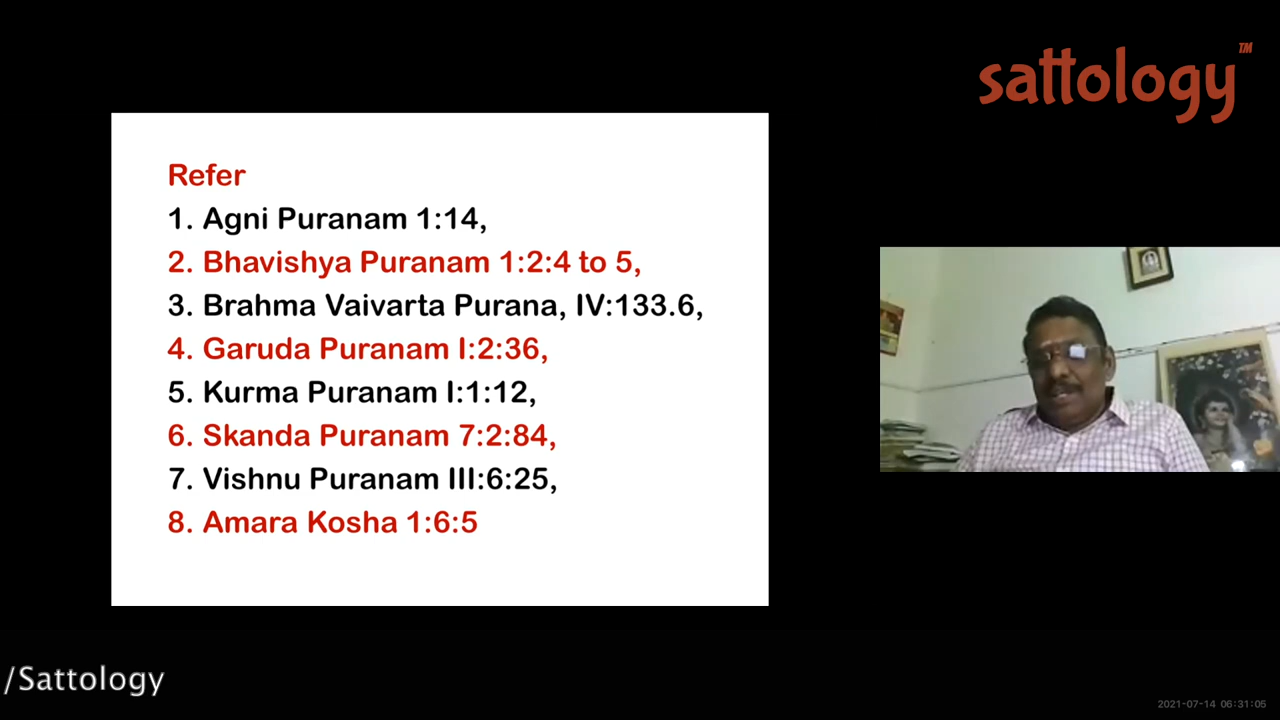 sattology™
Refer
1. Agni Puranam 1:14,
2. Bhavishya Puranam 1:2:4 to 5,
3. Brahma Vaivarta Purana, IV:133.6,
4. Garuda Puranam I:2:36,
5. Kurma Puranam I:1:12,
6. Skanda Puranam 7:2:84,
7. Vishnu Puranam III:6:25,
8. Amara Kosha 1:6:5
/Sattology
2021-07-14 06:31:05